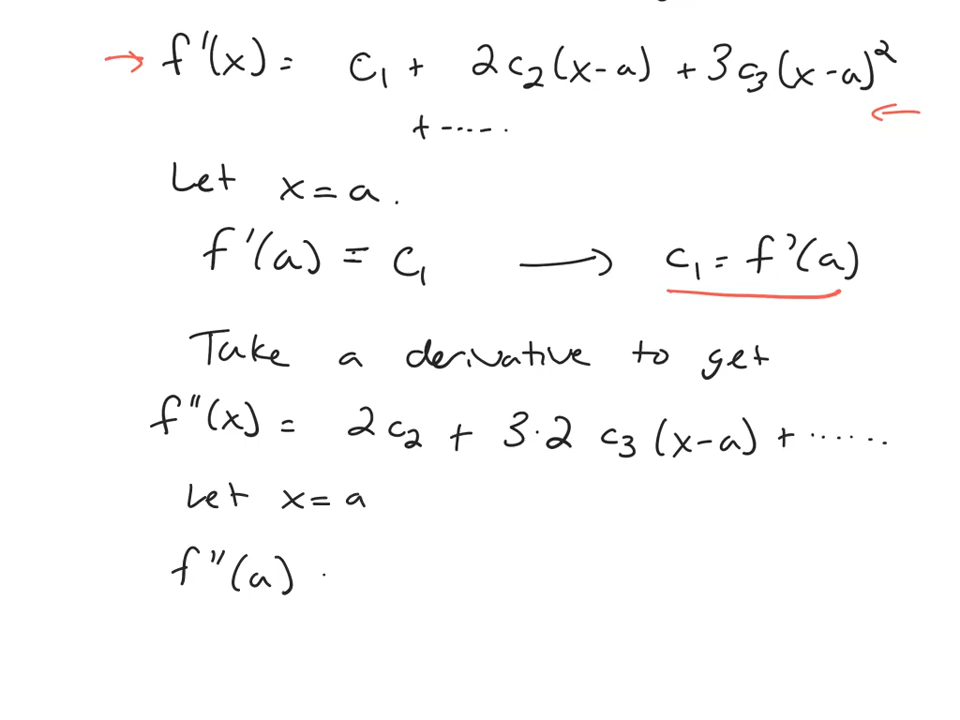 → f'(x) = c₁ + 2c₂(x-a) + 3c₃(x-a)²
+ ..... ←
Let x = a.
f'(a) = c₁ ⟶ c₁ = f'(a)
Take a derivative to get
f''(x) = 2c₂ + 3·2 c₃(x-a) + ......
Let x = a
f''(a) ·